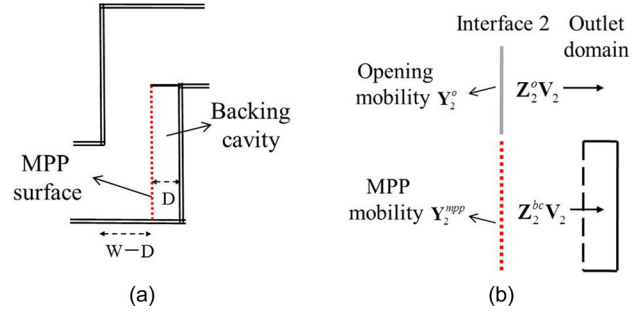 MPP
surface
Backing
cavity
D
W−D
(a)
Interface 2
Outlet
domain
Opening
mobility Y₂ᵒ
Z₂ᵒV₂
MPP
mobility Y₂ᵐᵖᵖ
Z₂ᵇᶜV₂
(b)